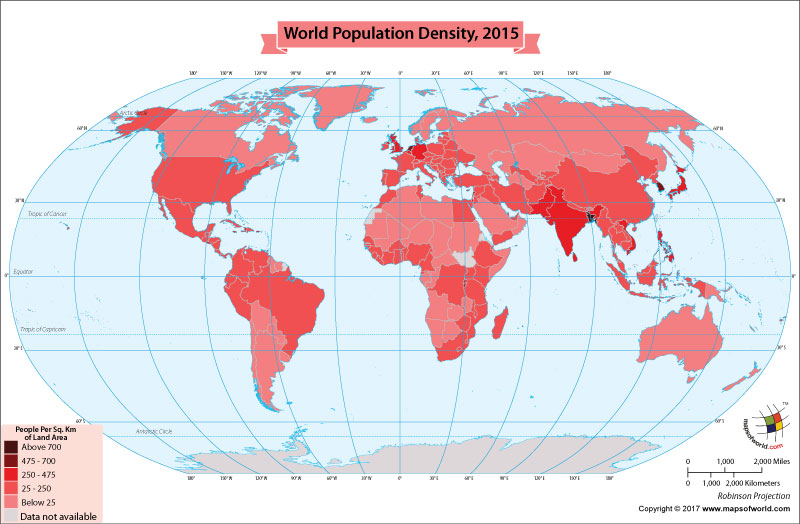 World Population Density, 2015
180° 150°W 120°W 90°W 60°W 30°W 0° 30°E 60°E 90°E 120°E 150°E 180°
Arctic Circle
60°N 60°N
30°N 30°N
Tropic of Cancer
0° Equator 0°
Tropic of Capricorn
30°S 30°S
60°S 60°S
Antarctic Circle
180° 150°W 120°W 90°W 60°W 30°W 0° 30°E 60°E 90°E 120°E 150°E 180°
People Per Sq. Km
of Land Area
Above 700
475 - 700
250 - 475
25 - 250
Below 25
Data not available
TM
mapsofworld.com
0 1,000 2,000 Miles
0 1,000 2,000 Kilometers
Robinson Projection
Copyright © 2017 www.mapsofworld.com